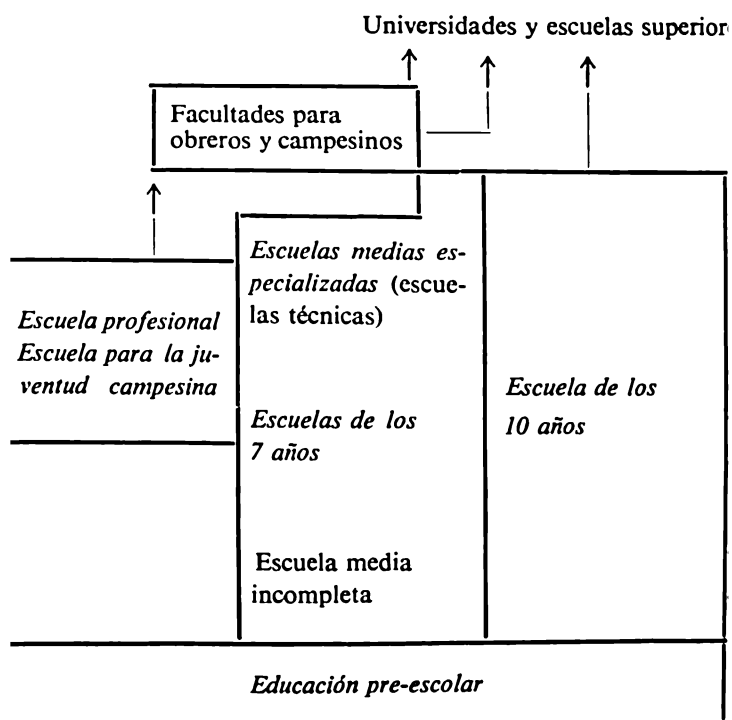 Universidades y escuelas superior
Facultades para
obreros y campesinos
Escuelas medias es-
pecializadas (escue-
las técnicas)
Escuela profesional
Escuela para la ju-
ventud campesina
Escuelas de los
7 años
Escuela de los
10 años
Escuela media
incompleta
Educación pre-escolar